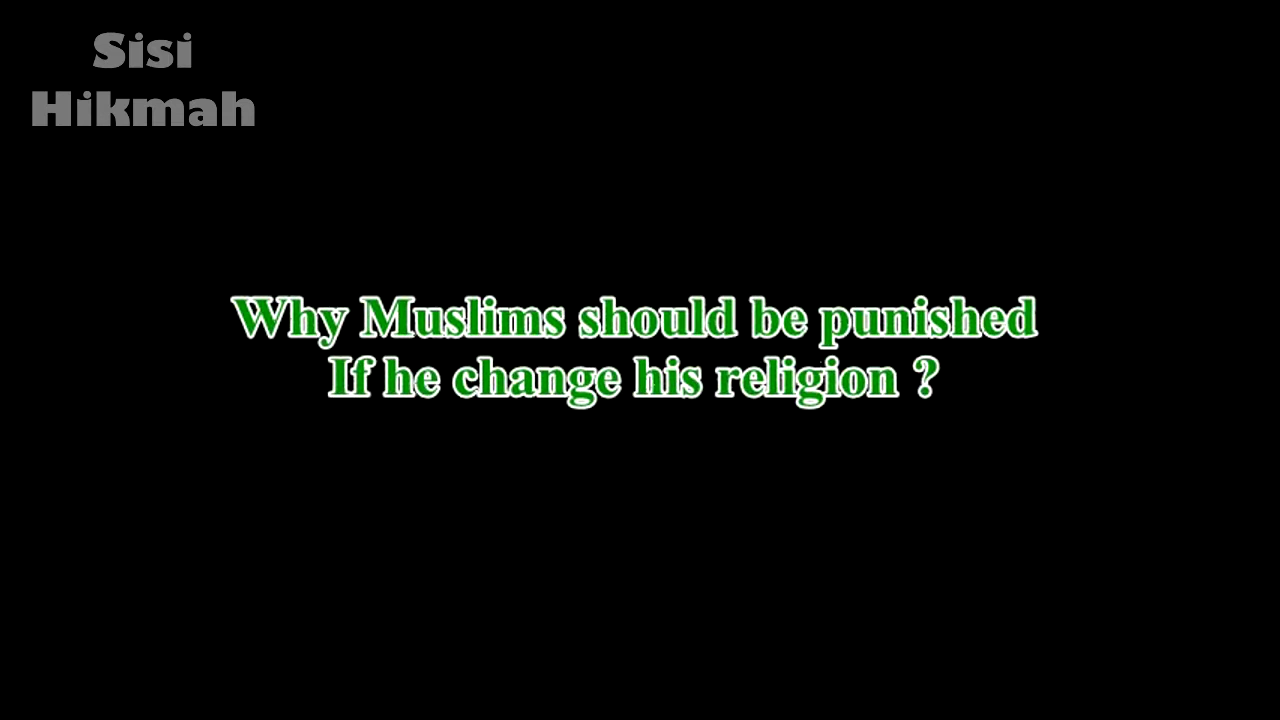 Sisi
Hikmah
Why Muslims should be punished
If he change his religion ?